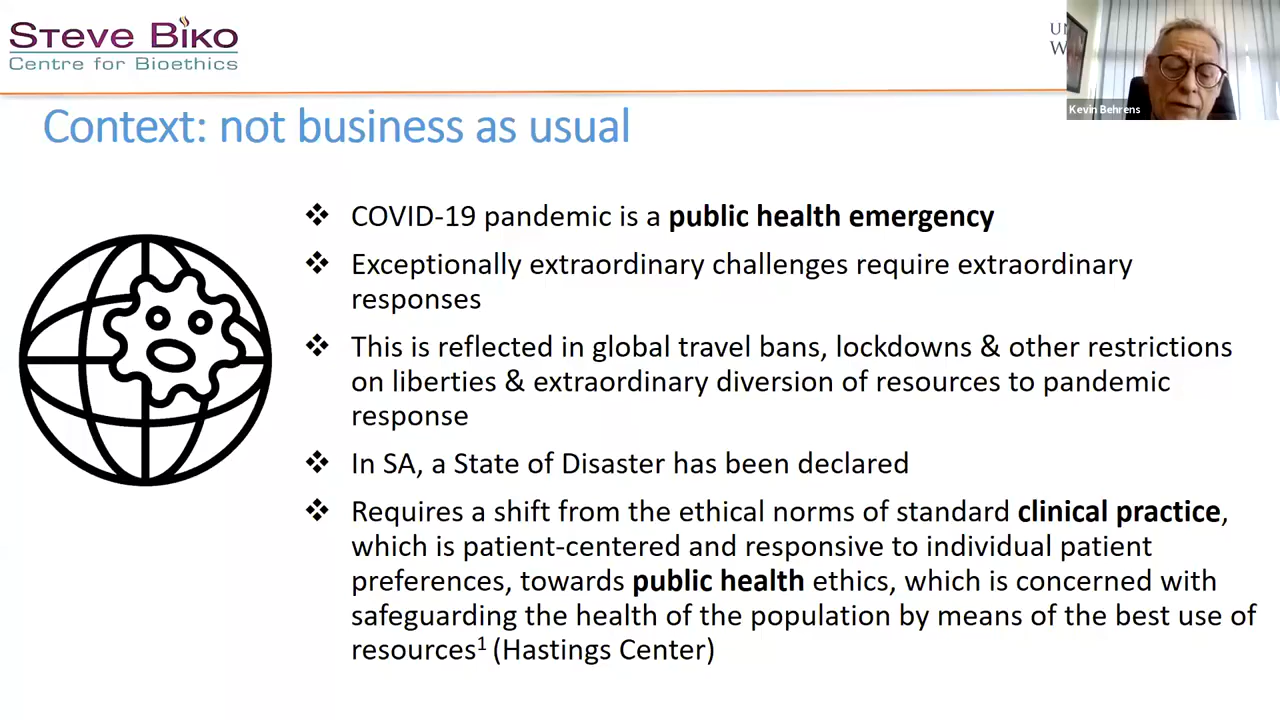 STEVE BIKO
Centre for Bioethics
UN
W
Kevin Behrens
Context: not business as usual
❖ COVID-19 pandemic is a public health emergency
❖ Exceptionally extraordinary challenges require extraordinary
responses
❖ This is reflected in global travel bans, lockdowns & other restrictions
on liberties & extraordinary diversion of resources to pandemic
response
❖ In SA, a State of Disaster has been declared
❖ Requires a shift from the ethical norms of standard clinical practice,
which is patient-centered and responsive to individual patient
preferences, towards public health ethics, which is concerned with
safeguarding the health of the population by means of the best use of
resources¹ (Hastings Center)